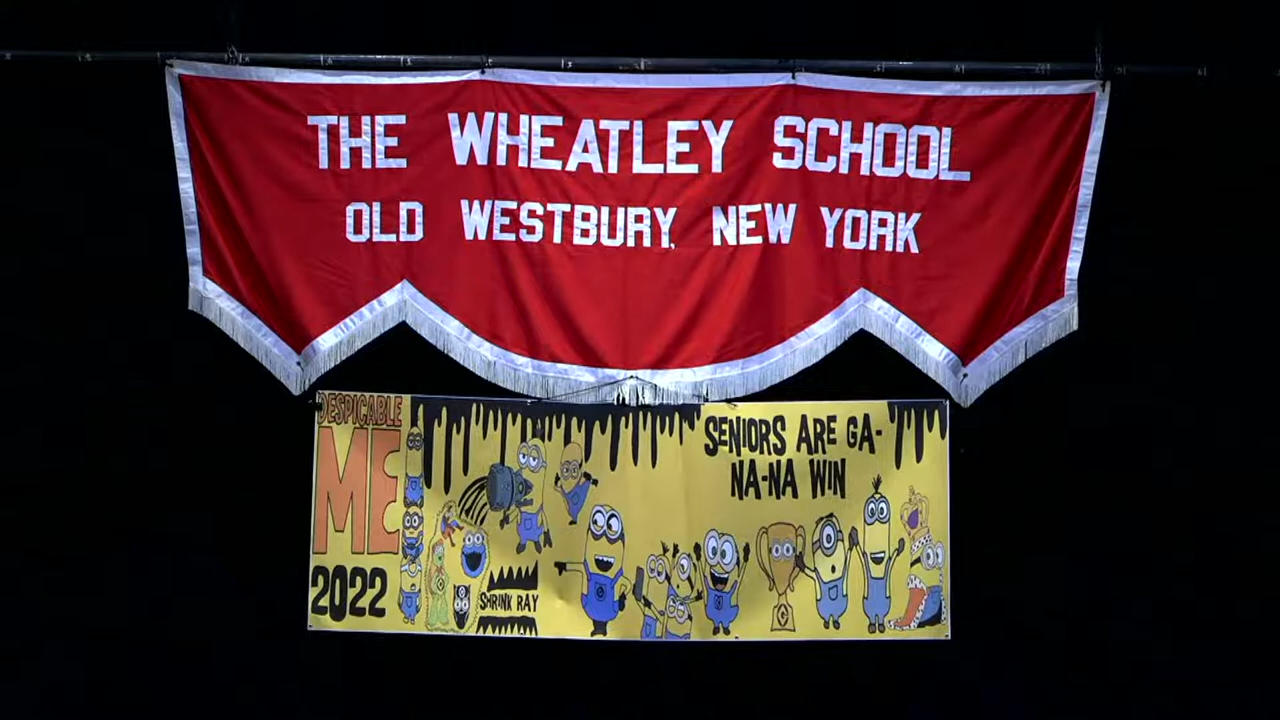 THE WHEATLEY SCHOOL
OLD WESTBURY, NEW YORK
DESPICABLE
ME
2022
SHRINK RAY
SENIORS ARE GA-
NA-NA WIN